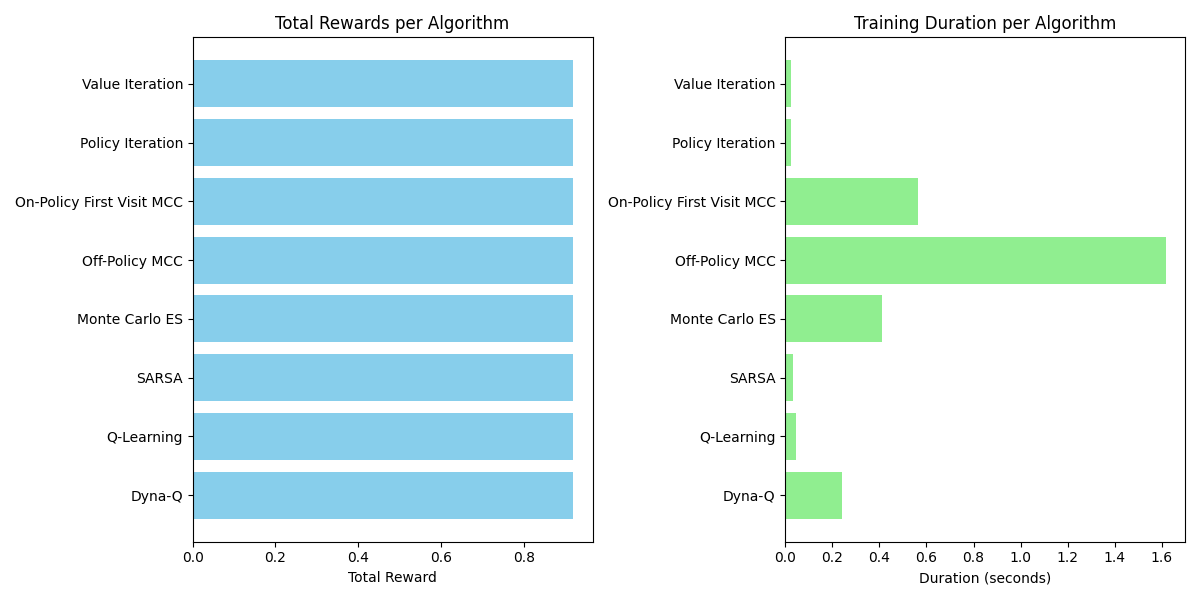 Total Rewards per Algorithm
Value Iteration
Policy Iteration
On-Policy First Visit MCC
Off-Policy MCC
Monte Carlo ES
SARSA
Q-Learning
Dyna-Q
0.0 0.2 0.4 0.6 0.8
Total Reward
Training Duration per Algorithm
Value Iteration
Policy Iteration
On-Policy First Visit MCC
Off-Policy MCC
Monte Carlo ES
SARSA
Q-Learning
Dyna-Q
0.0 0.2 0.4 0.6 0.8 1.0 1.2 1.4 1.6
Duration (seconds)